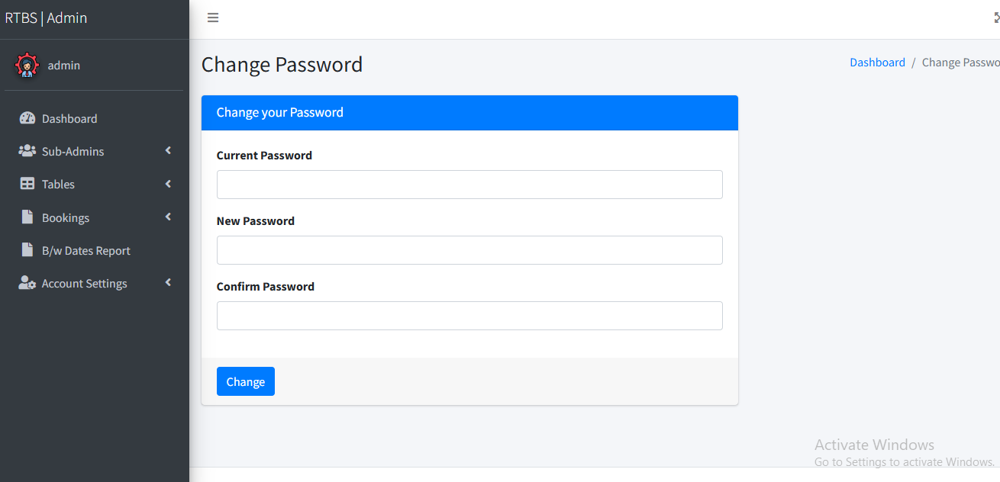 RTBS | Admin
admin
Dashboard
Sub-Admins
Tables
Bookings
B/w Dates Report
Account Settings
Change Password
Dashboard / Change Passwo
Change your Password
Current Password
New Password
Confirm Password
Change
Activate Windows
Go to Settings to activate Windows.